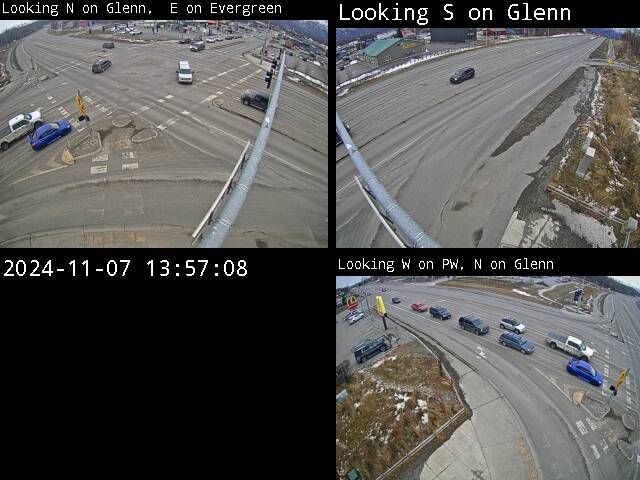 Looking N on Glenn,  E on Evergreen
Looking S on Glenn
2024-11-07 13:57:08
Looking W on PW, N on Glenn